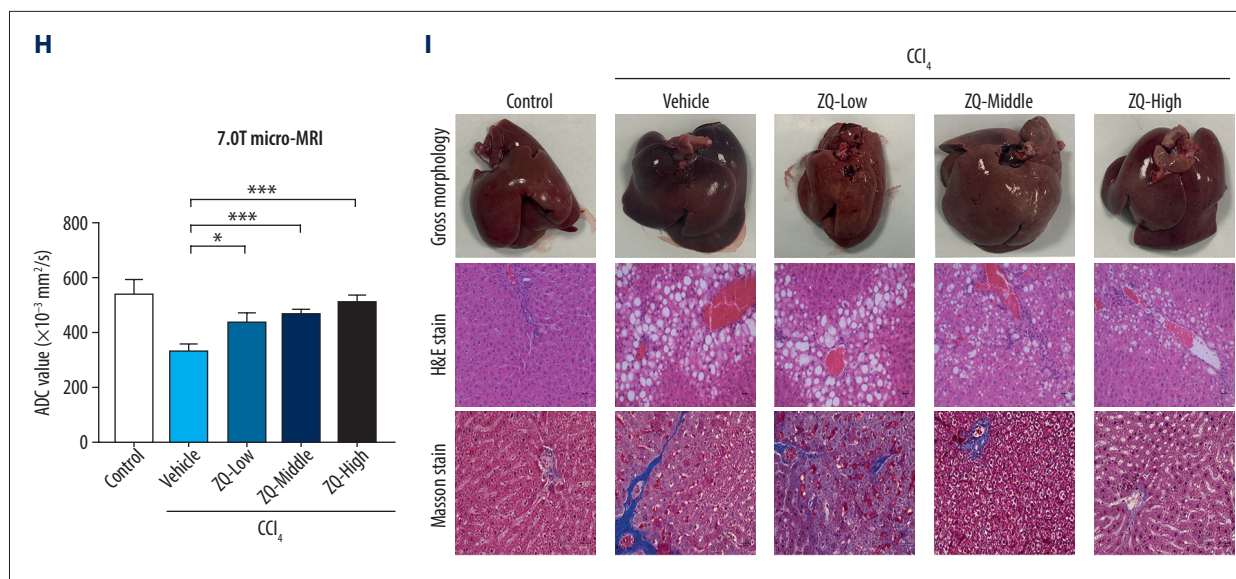 H
7.0T micro-MRI
***
***
*
ADC value (×10⁻³ mm²/s)
800
600
400
200
0
Control
Vehicle
ZQ-Low
ZQ-Middle
ZQ-High
CCl₄
I
CCl₄
Control
Vehicle
ZQ-Low
ZQ-Middle
ZQ-High
Gross morphology
H&E stain
Masson stain